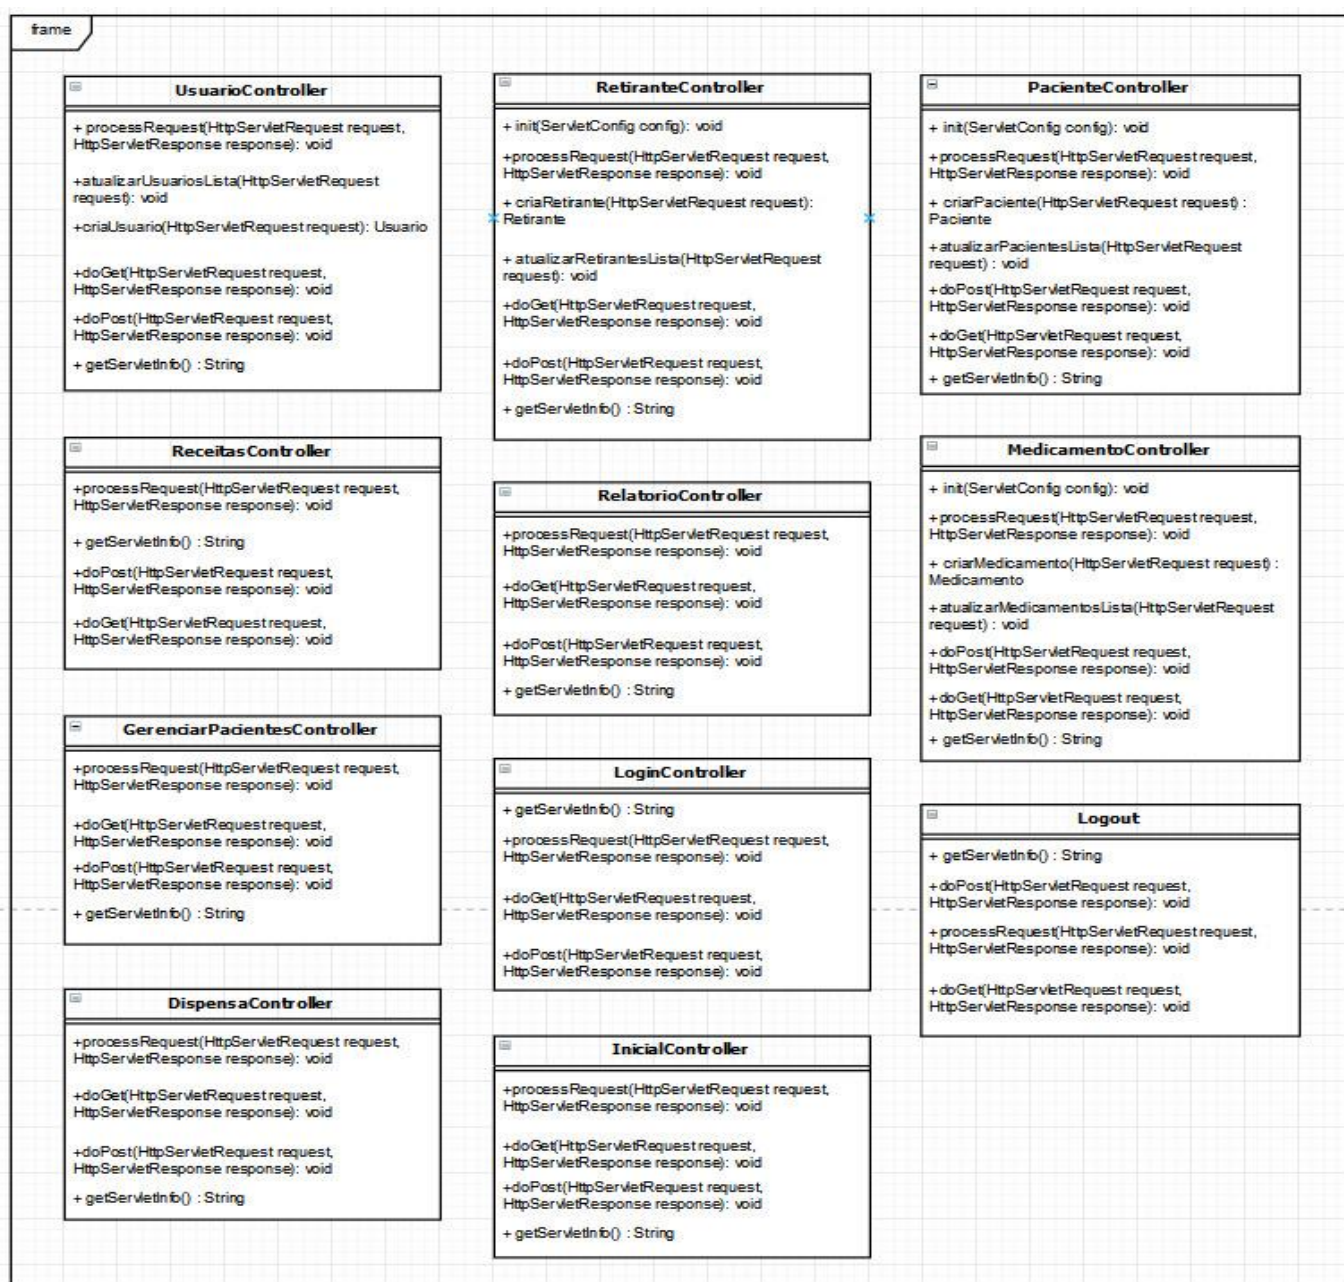 frame
UsuarioController
+ processRequest(HttpServletRequest request,
HttpServletResponse response): void
+atualizarUsuariosLista(HttpServletRequest
request): void
+criaUsuario(HttpServletRequest request): Usuario
+doGet(HttpServletRequest request,
HttpServletResponse response): void
+doPost(HttpServletRequest request,
HttpServletResponse response): void
+ getServletInfo() : String
ReceitasController
+processRequest(HttpServletRequest request,
HttpServletResponse response): void
+ getServletInfo() : String
+doPost(HttpServletRequest request,
HttpServletResponse response): void
+doGet(HttpServletRequest request,
HttpServletResponse response): void
GerenciarPacientesController
+processRequest(HttpServletRequest request,
HttpServletResponse response): void
+doGet(HttpServletRequest request,
HttpServletResponse response): void
+doPost(HttpServletRequest request,
HttpServletResponse response): void
+ getServletInfo() : String
DispensaController
+processRequest(HttpServletRequest request,
HttpServletResponse response): void
+doGet(HttpServletRequest request,
HttpServletResponse response): void
+doPost(HttpServletRequest request,
HttpServletResponse response): void
+ getServletInfo() : String
RetiranteController
+ init(ServletConfig config): void
+processRequest(HttpServletRequest request,
HttpServletResponse response): void
+ criaRetirante(HttpServletRequest request):
Retirante
+ atualizarRetirantesLista(HttpServletRequest
request): void
+doGet(HttpServletRequest request,
HttpServletResponse response): void
+doPost(HttpServletRequest request,
HttpServletResponse response): void
+ getServletInfo() : String
RelatorioController
+processRequest(HttpServletRequest request,
HttpServletResponse response): void
+doGet(HttpServletRequest request,
HttpServletResponse response): void
+doPost(HttpServletRequest request,
HttpServletResponse response): void
+ getServletInfo() : String
LoginController
+ getServletInfo() : String
+processRequest(HttpServletRequest request,
HttpServletResponse response): void
+doGet(HttpServletRequest request,
HttpServletResponse response): void
+doPost(HttpServletRequest request,
HttpServletResponse response): void
InicialController
+processRequest(HttpServletRequest request,
HttpServletResponse response): void
+doGet(HttpServletRequest request,
HttpServletResponse response): void
+doPost(HttpServletRequest request,
HttpServletResponse response): void
+ getServletInfo() : String
PacienteController
+ init(ServletConfig config): void
+processRequest(HttpServletRequest request,
HttpServletResponse response): void
+ criarPaciente(HttpServletRequest request) :
Paciente
+atualizarPacientesLista(HttpServletRequest
request) : void
+doPost(HttpServletRequest request,
HttpServletResponse response): void
+doGet(HttpServletRequest request,
HttpServletResponse response): void
+ getServletInfo() : String
MedicamentoController
+ init(ServletConfig config): void
+processRequest(HttpServletRequest request,
HttpServletResponse response): void
+ criarMedicamento(HttpServletRequest request) :
Medicamento
+atualizarMedicamentosLista(HttpServletRequest
request) : void
+doPost(HttpServletRequest request,
HttpServletResponse response): void
+doGet(HttpServletRequest request,
HttpServletResponse response): void
+ getServletInfo() : String
Logout
+ getServletInfo() : String
+doPost(HttpServletRequest request,
HttpServletResponse response): void
+processRequest(HttpServletRequest request,
HttpServletResponse response): void
+doGet(HttpServletRequest request,
HttpServletResponse response): void